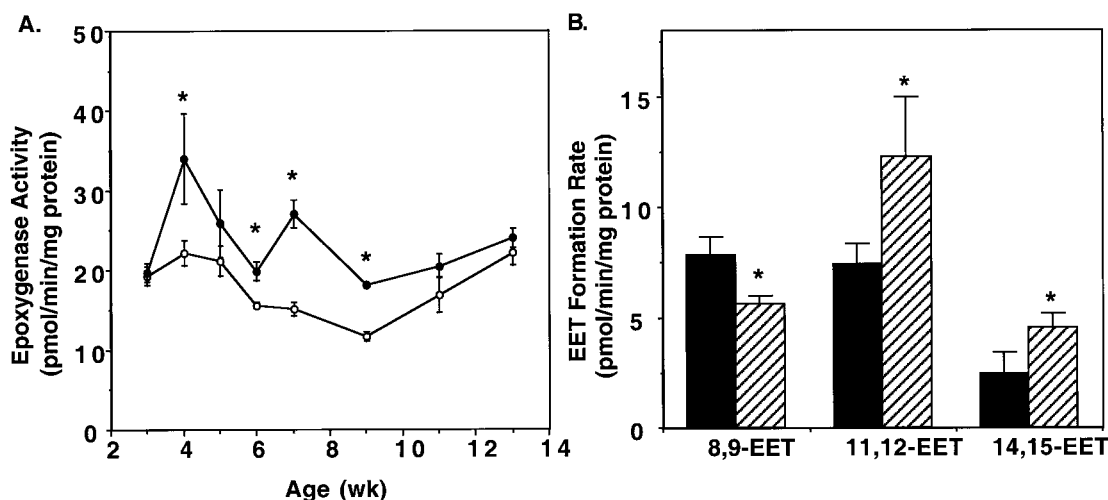 A.
Epoxygenase Activity
(pmol/min/mg protein)
50
40
30
20
10
0
2
4
6
8
10
12
14
Age (wk)
*
*
*
*
B.
EET Formation Rate
(pmol/min/mg protein)
15
10
5
0
*
*
*
8,9-EET
11,12-EET
14,15-EET